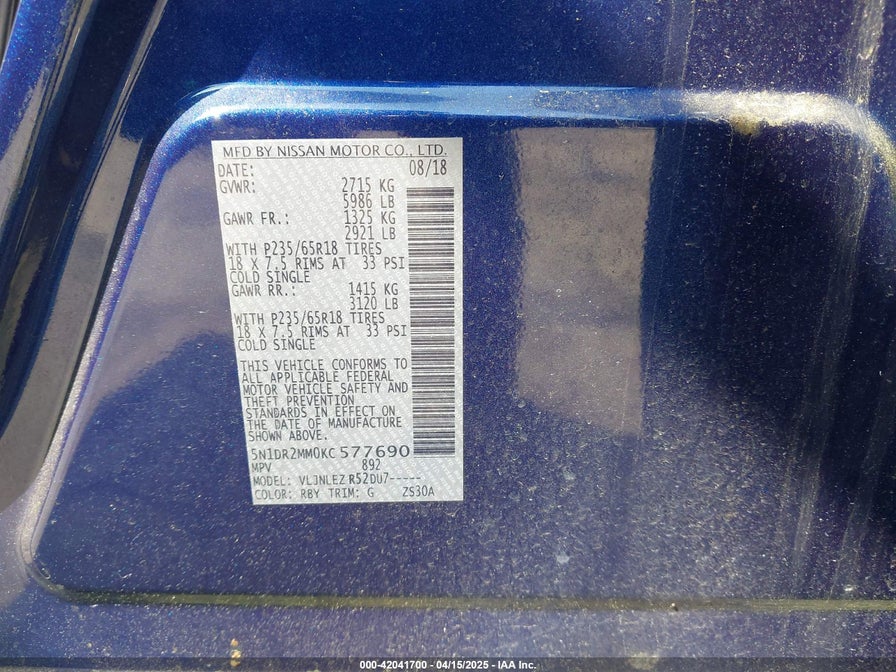 MFD BY NISSAN MOTOR CO., LTD.
DATE: 08/18
GVWR: 2715 KG
5986 LB
GAWR FR.: 1325 KG
2921 LB
WITH P235/65R18 TIRES
18 X 7.5 RIMS AT 33 PSI
COLD SINGLE
GAWR RR.: 1415 KG
3120 LB
WITH P235/65R18 TIRES
18 X 7.5 RIMS AT 33 PSI
COLD SINGLE
THIS VEHICLE CONFORMS TO
ALL APPLICABLE FEDERAL
MOTOR VEHICLE SAFETY AND
THEFT PREVENTION
STANDARDS IN EFFECT ON
THE DATE OF MANUFACTURE
SHOWN ABOVE.
5N1DR2MM0KC577690
MPV 892
MODEL: VLJNLEZ R52DU7-----
COLOR: RBY TRIM: G ZS30A
000-42041700 - 04/15/2025 - IAA Inc.